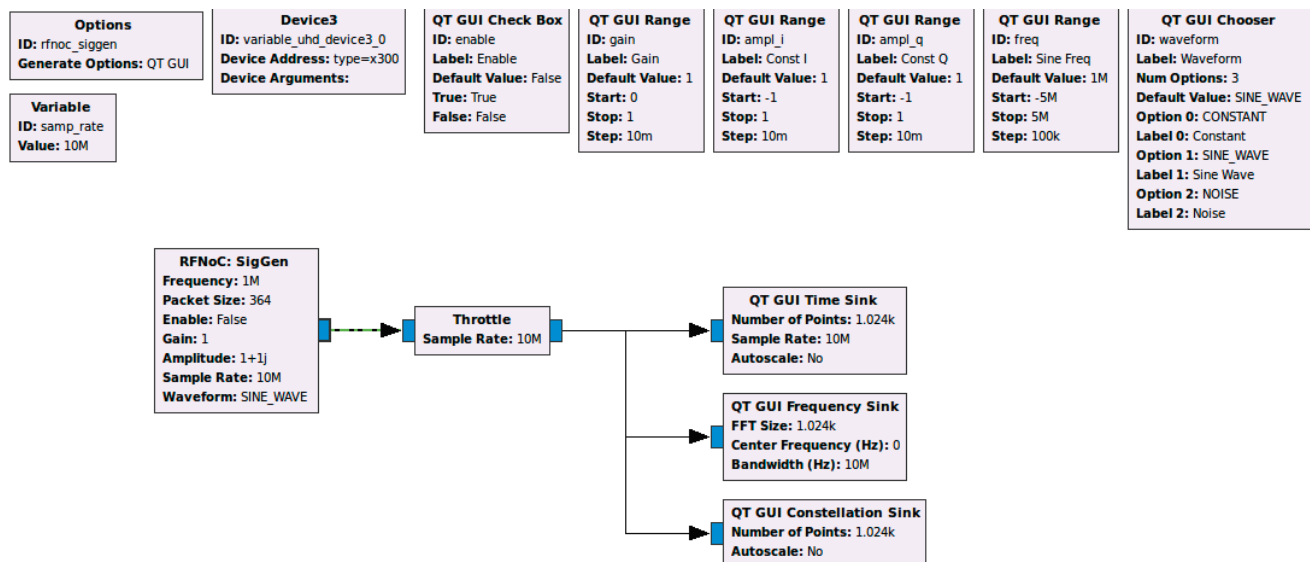 Options
ID: rfnoc_siggen
Generate Options: QT GUI
Variable
ID: samp_rate
Value: 10M
Device3
ID: variable_uhd_device3_0
Device Address: type=x300
Device Arguments:
QT GUI Check Box
ID: enable
Label: Enable
Default Value: False
True: True
False: False
QT GUI Range
ID: gain
Label: Gain
Default Value: 1
Start: 0
Stop: 1
Step: 10m
QT GUI Range
ID: ampl_i
Label: Const I
Default Value: 1
Start: -1
Stop: 1
Step: 10m
QT GUI Range
ID: ampl_q
Label: Const Q
Default Value: 1
Start: -1
Stop: 1
Step: 10m
QT GUI Range
ID: freq
Label: Sine Freq
Default Value: 1M
Start: -5M
Stop: 5M
Step: 100k
QT GUI Chooser
ID: waveform
Label: Waveform
Num Options: 3
Default Value: SINE_WAVE
Option 0: CONSTANT
Label 0: Constant
Option 1: SINE_WAVE
Label 1: Sine Wave
Option 2: NOISE
Label 2: Noise
RFNoC: SigGen
Frequency: 1M
Packet Size: 364
Enable: False
Gain: 1
Amplitude: 1+1j
Sample Rate: 10M
Waveform: SINE_WAVE
Throttle
Sample Rate: 10M
QT GUI Time Sink
Number of Points: 1.024k
Sample Rate: 10M
Autoscale: No
QT GUI Frequency Sink
FFT Size: 1.024k
Center Frequency (Hz): 0
Bandwidth (Hz): 10M
QT GUI Constellation Sink
Number of Points: 1.024k
Autoscale: No